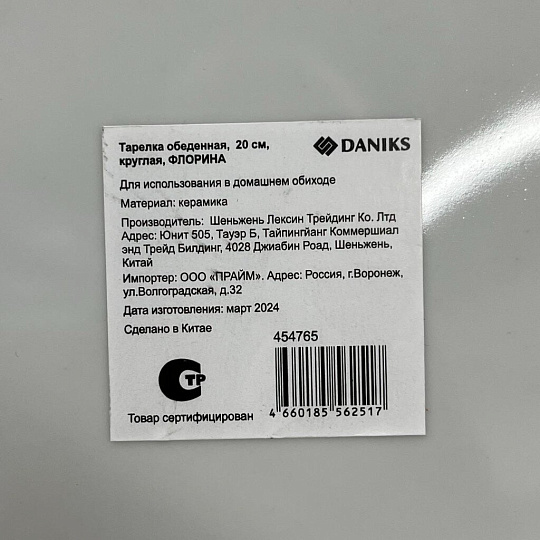 Тарелка обеденная, 20 см,
круглая, ФЛОРИНА
DANIKS
Для использования в домашнем обиходе
Материал: керамика
Производитель: Шеньжень Лексин Трейдинг Ко. Лтд
Адрес: Юнит 505, Тауэр Б, Тайпингйанг Коммершиал
энд Трейд Билдинг, 4028 Джиабин Роад, Шеньжень,
Китай
Импортер: ООО «ПРАЙМ». Адрес: Россия, г.Воронеж,
ул.Волгоградская, д.32
Дата изготовления: март 2024
Сделано в Китае
454765
СТР
Товар сертифицирован
4 660185 562517